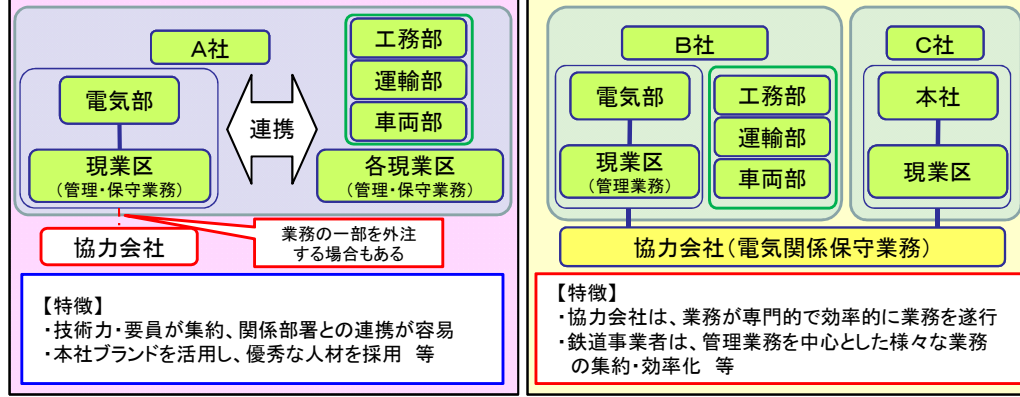 A社
工務部
運輸部
車両部
電気部
連携
現業区
(管理・保守業務)
各現業区
(管理・保守業務)
協力会社
業務の一部を外注
する場合もある
【特徴】
・技術力・要員が集約、関係部署との連携が容易
・本社ブランドを活用し、優秀な人材を採用 等
B社
電気部
現業区
(管理業務)
工務部
運輸部
車両部
C社
本社
現業区
協力会社(電気関係保守業務)
【特徴】
・協力会社は、業務が専門的で効率的に業務を遂行
・鉄道事業者は、管理業務を中心とした様々な業務
の集約・効率化 等